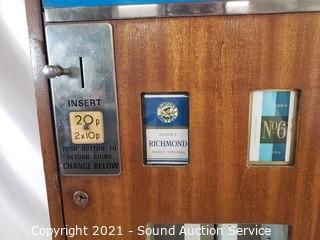 INSERT
20p
2x10p
PUSH BUTTON TO
RETURN COINS
CHANGE BELOW
RICHMOND
Nº6
Copyright 2021 - Sound Auction Service